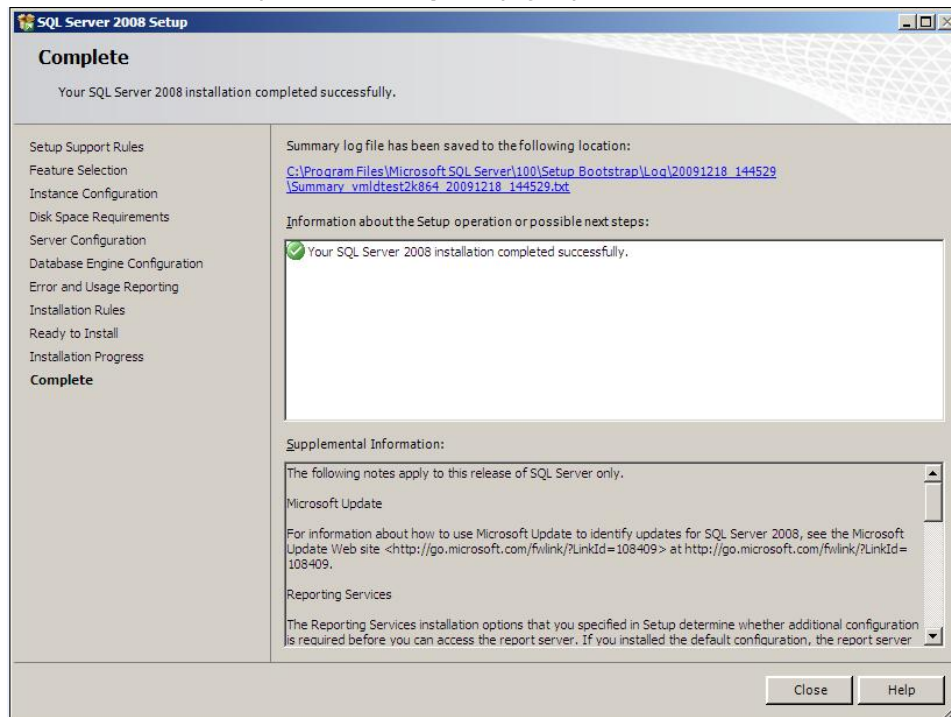 SQL Server 2008 Setup
Complete
Your SQL Server 2008 installation completed successfully.
Setup Support Rules
Feature Selection
Instance Configuration
Disk Space Requirements
Server Configuration
Database Engine Configuration
Error and Usage Reporting
Installation Rules
Ready to Install
Installation Progress
Complete
Summary log file has been saved to the following location:
C:\Program Files\Microsoft SQL Server\100\Setup Bootstrap\Log\20091218_144529
\Summary_vmldtest2k864_20091218_144529.txt
Information about the Setup operation or possible next steps:
Your SQL Server 2008 installation completed successfully.
Supplemental Information:
The following notes apply to this release of SQL Server only.
Microsoft Update
For information about how to use Microsoft Update to identify updates for SQL Server 2008, see the Microsoft
Update Web site <http://go.microsoft.com/fwlink/?LinkId=108409> at http://go.microsoft.com/fwlink/?LinkId=
108409.
Reporting Services
The Reporting Services installation options that you specified in Setup determine whether additional configuration
is required before you can access the report server. If you installed the default configuration, the report server
Close
Help